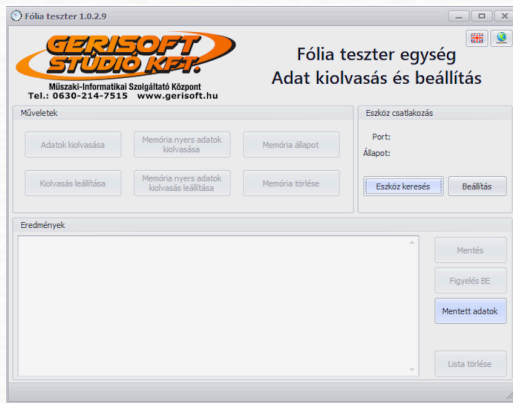 Fólia teszter 1.0.2.9
GERISOFT
STÚDIÓ KFT.
Műszaki-Informatikai Szolgáltató Központ
Tel.: 0630-214-7515 www.gerisoft.hu
Fólia teszter egység
Adat kiolvasás és beállítás
Műveletek
Adatok kiolvasása
Memória nyers adatok
kiolvasása
Memória állapot
Kiolvasás leállítása
Memória nyers adatok
kiolvasás leállítása
Memória törlése
Eszköz csatlakozás
Port:
Állapot:
Eszköz keresés
Beállítás
Eredmények
Mentés
Figyelés BE
Mentett adatok
Lista törlése